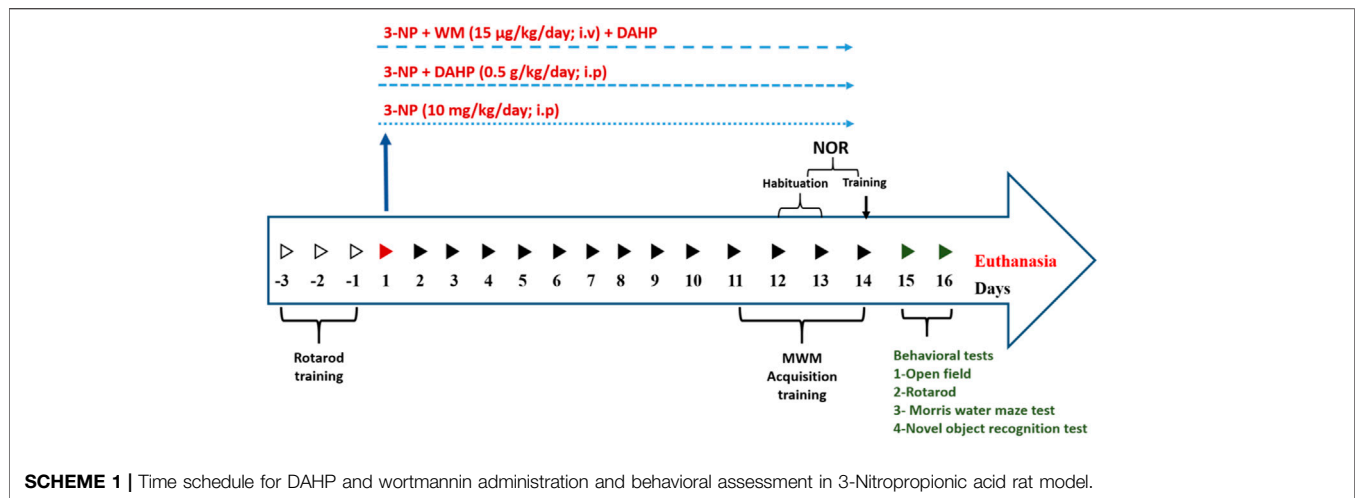 3-NP + WM (15 µg/kg/day; i.v) + DAHP
3-NP + DAHP (0.5 g/kg/day; i.p)
3-NP (10 mg/kg/day; i.p)
NOR
Habituation Training
-3 -2 -1 1 2 3 4 5 6 7 8 9 10 11 12 13 14 15 16
Euthanasia
Days
Rotarod
training
MWM
Acquisition
training
Behavioral tests
1-Open field
2-Rotarod
3- Morris water maze test
4-Novel object recognition test
SCHEME 1 | Time schedule for DAHP and wortmannin administration and behavioral assessment in 3-Nitropropionic acid rat model.